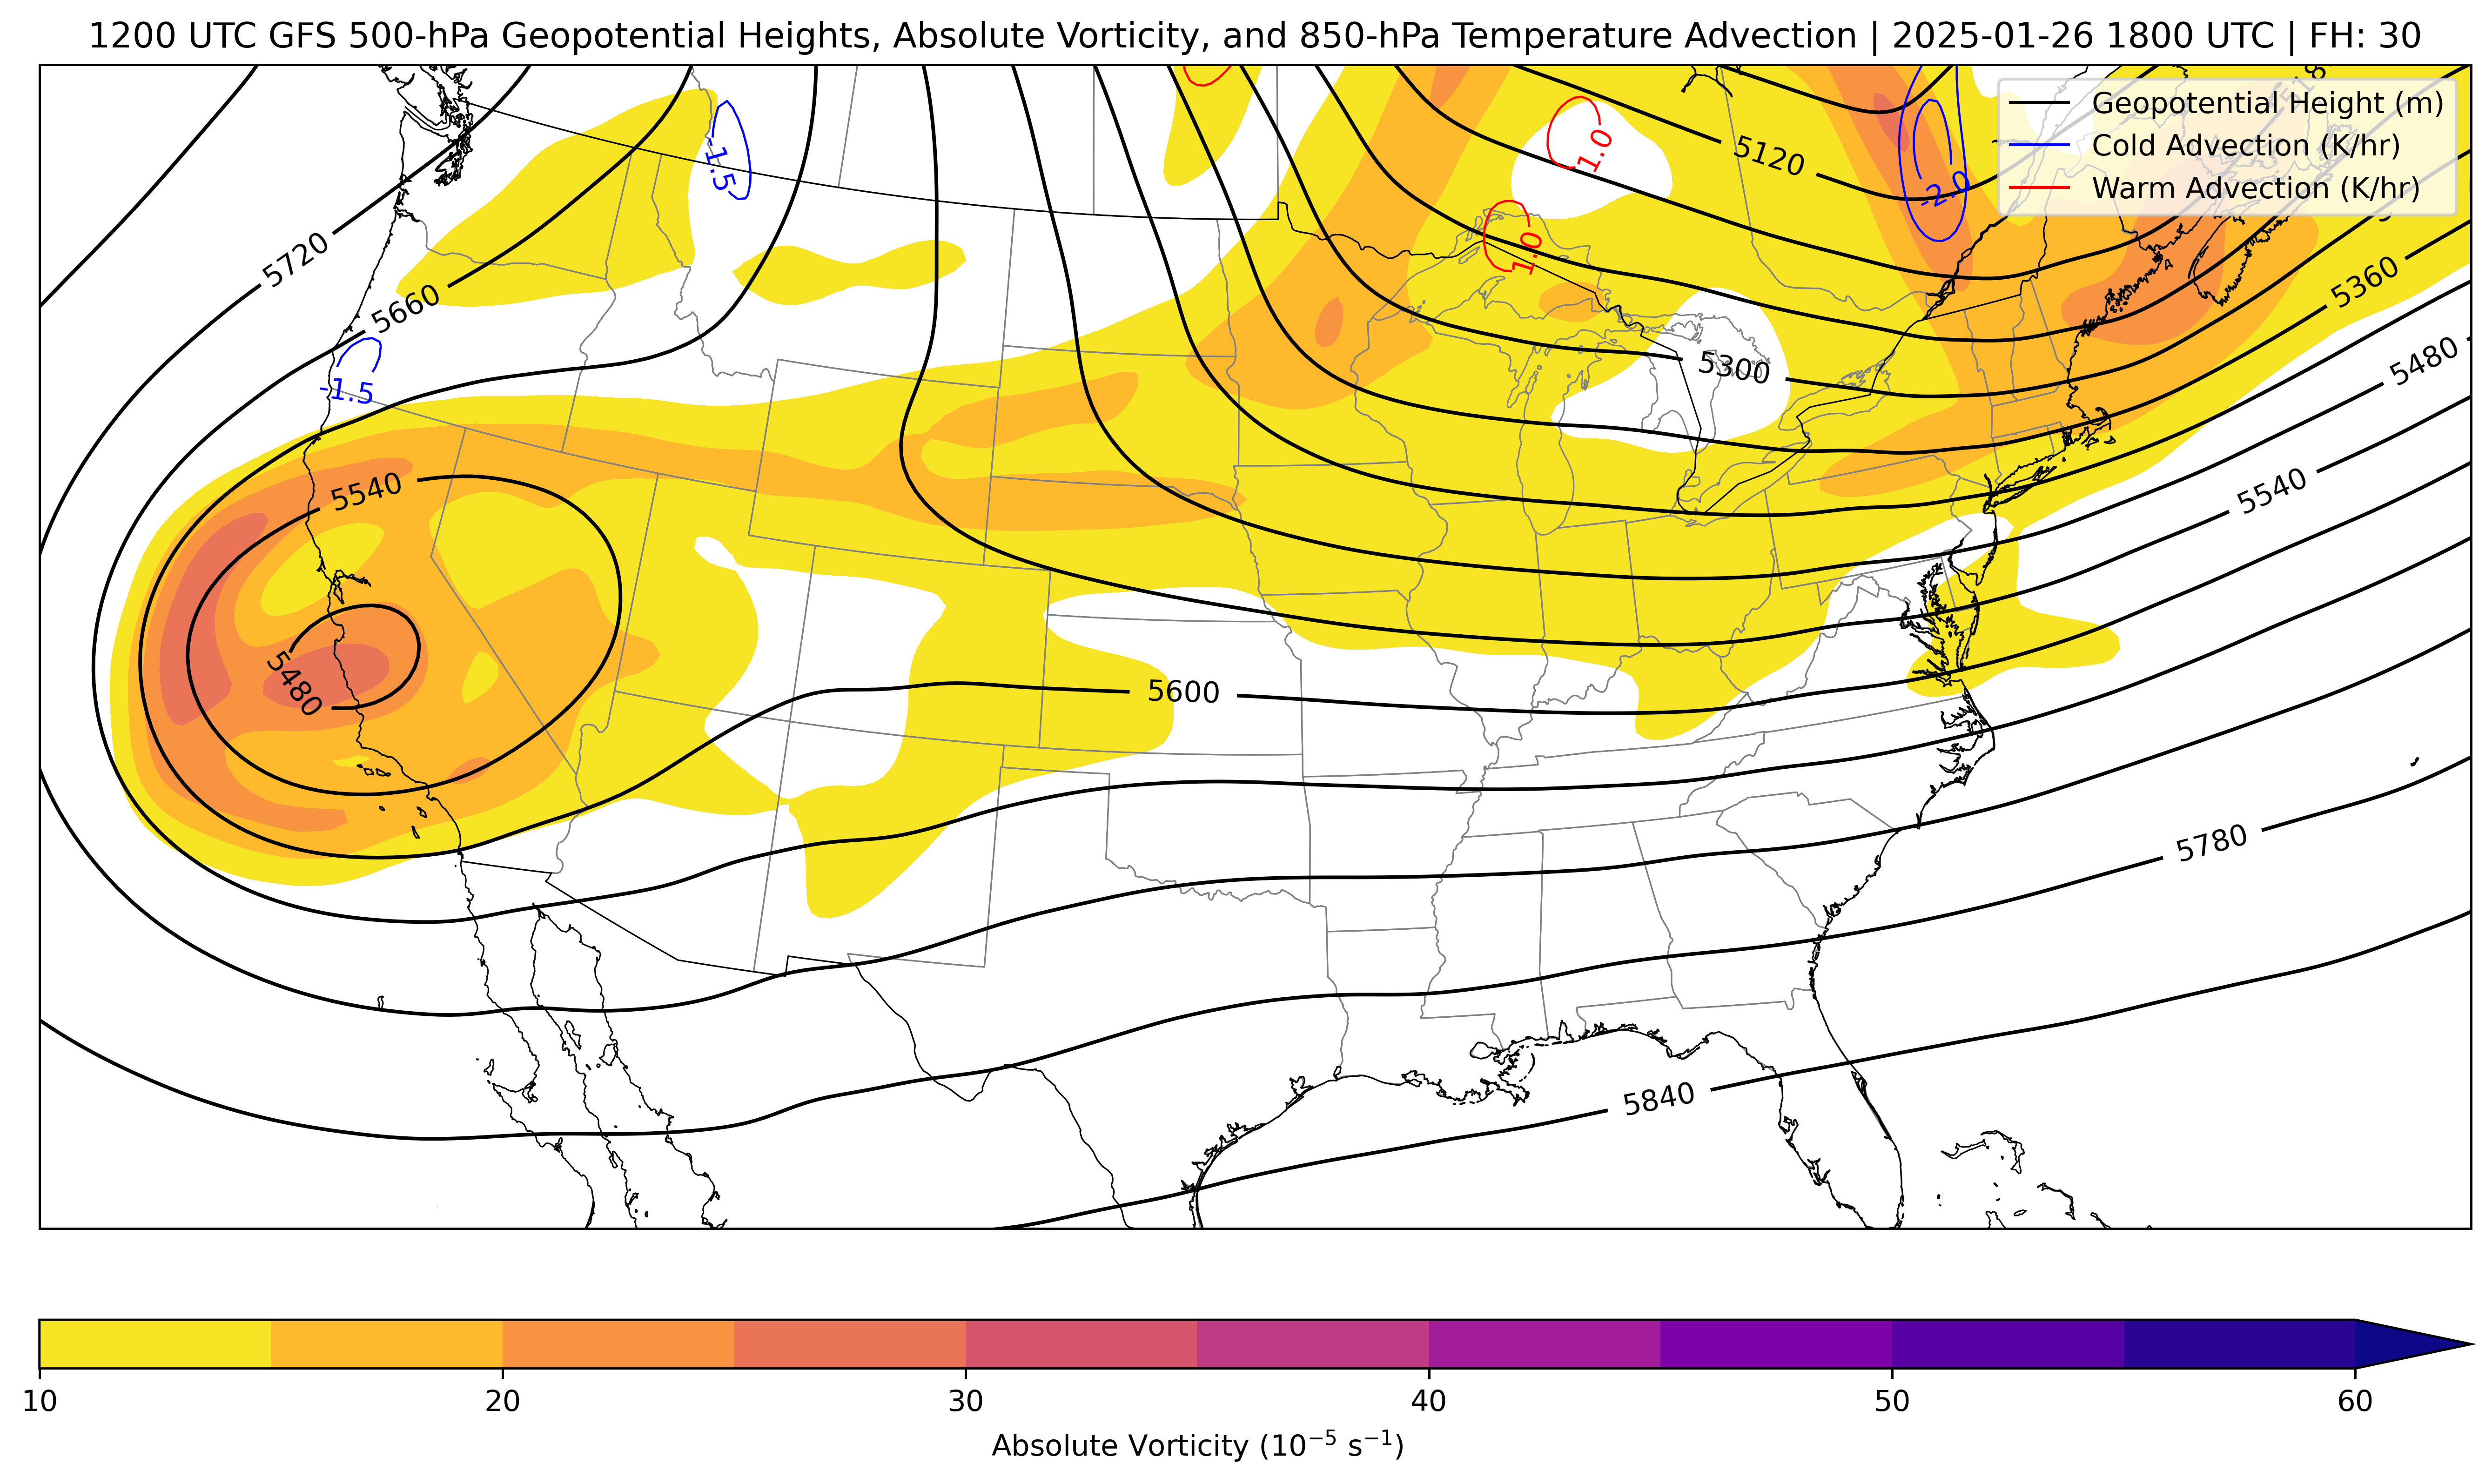 1200 UTC GFS 500-hPa Geopotential Heights, Absolute Vorticity, and 850-hPa Temperature Advection | 2025-01-26 1800 UTC | FH: 30
Geopotential Height (m)
Cold Advection (K/hr)
Warm Advection (K/hr)
-1.5
1.0
5120
-2.0
5720
1.0
5660
5360
-1.5
5300
5480
5540
5540
5480
5600
5780
5840
10 20 30 40 50 60
Absolute Vorticity (10⁻⁵ s⁻¹)